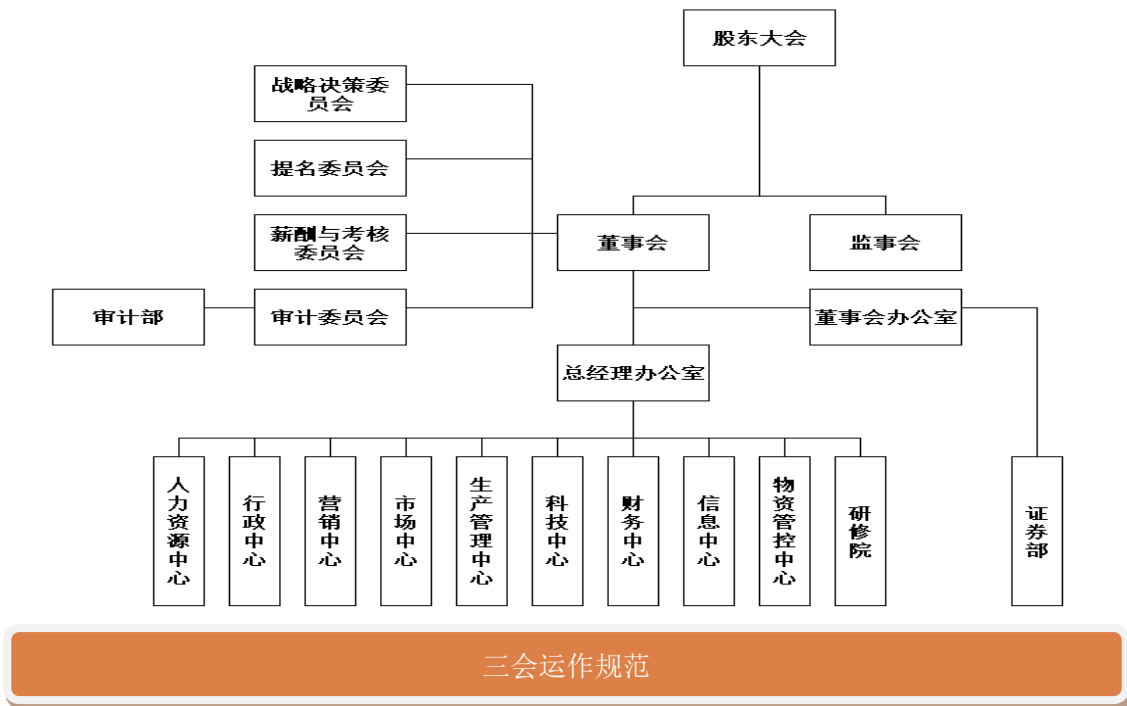 股东大会
战略决策委
员会
提名委员会
薪酬与考核
委员会
董事会
监事会
审计部
审计委员会
董事会办公室
总经理办公室
人力资源中心
行政中心
营销中心
市场中心
生产管理中心
科技中心
财务中心
信息中心
物资管控中心
研修院
证券部
三会运作规范